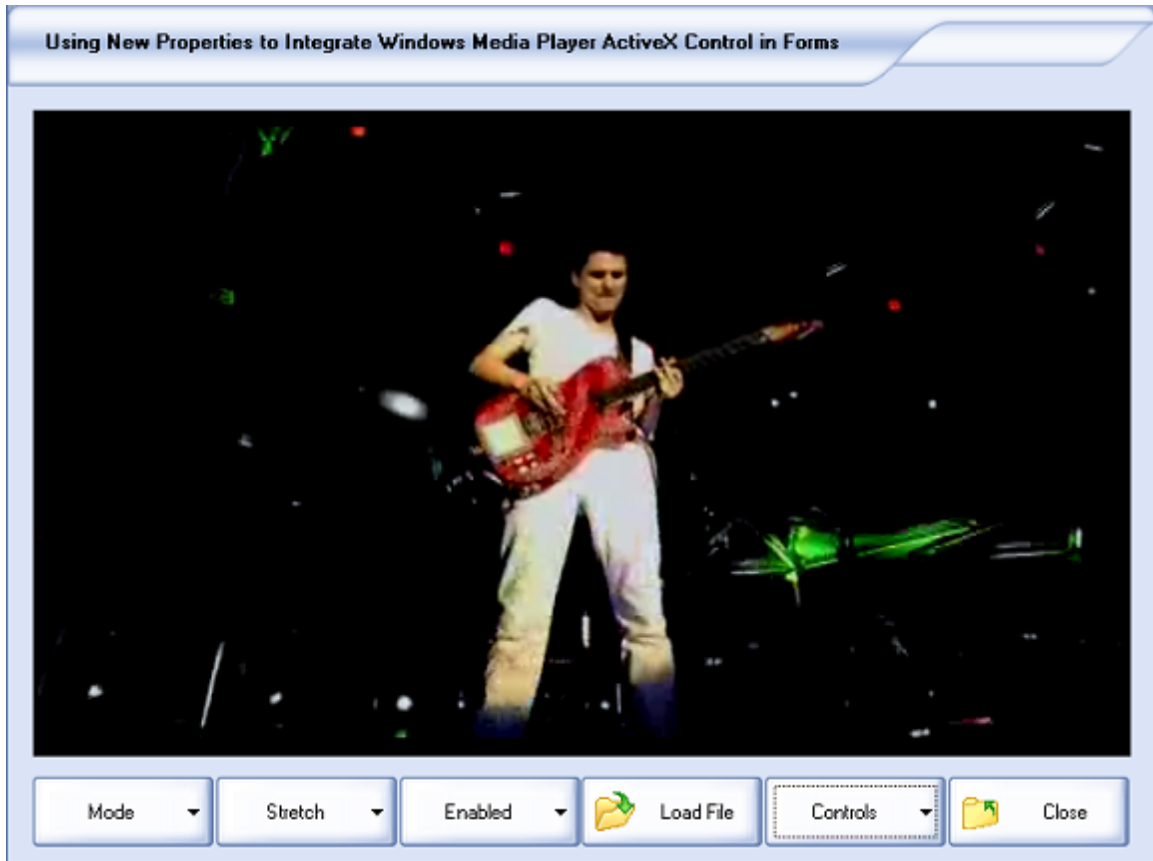 Using New Properties to Integrate Windows Media Player ActiveX Control in Forms
Mode
Stretch
Enabled
Load File
Controls
Close